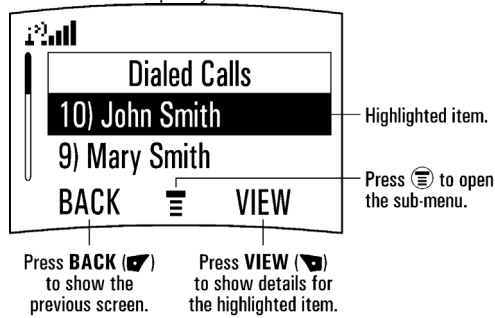 Dialed Calls
10) John Smith
9) Mary Smith
BACK VIEW
Highlighted item.
Press to open
the sub-menu.
Press BACK ( )
to show the
previous screen.
Press VIEW ( )
to show details for
the highlighted item.